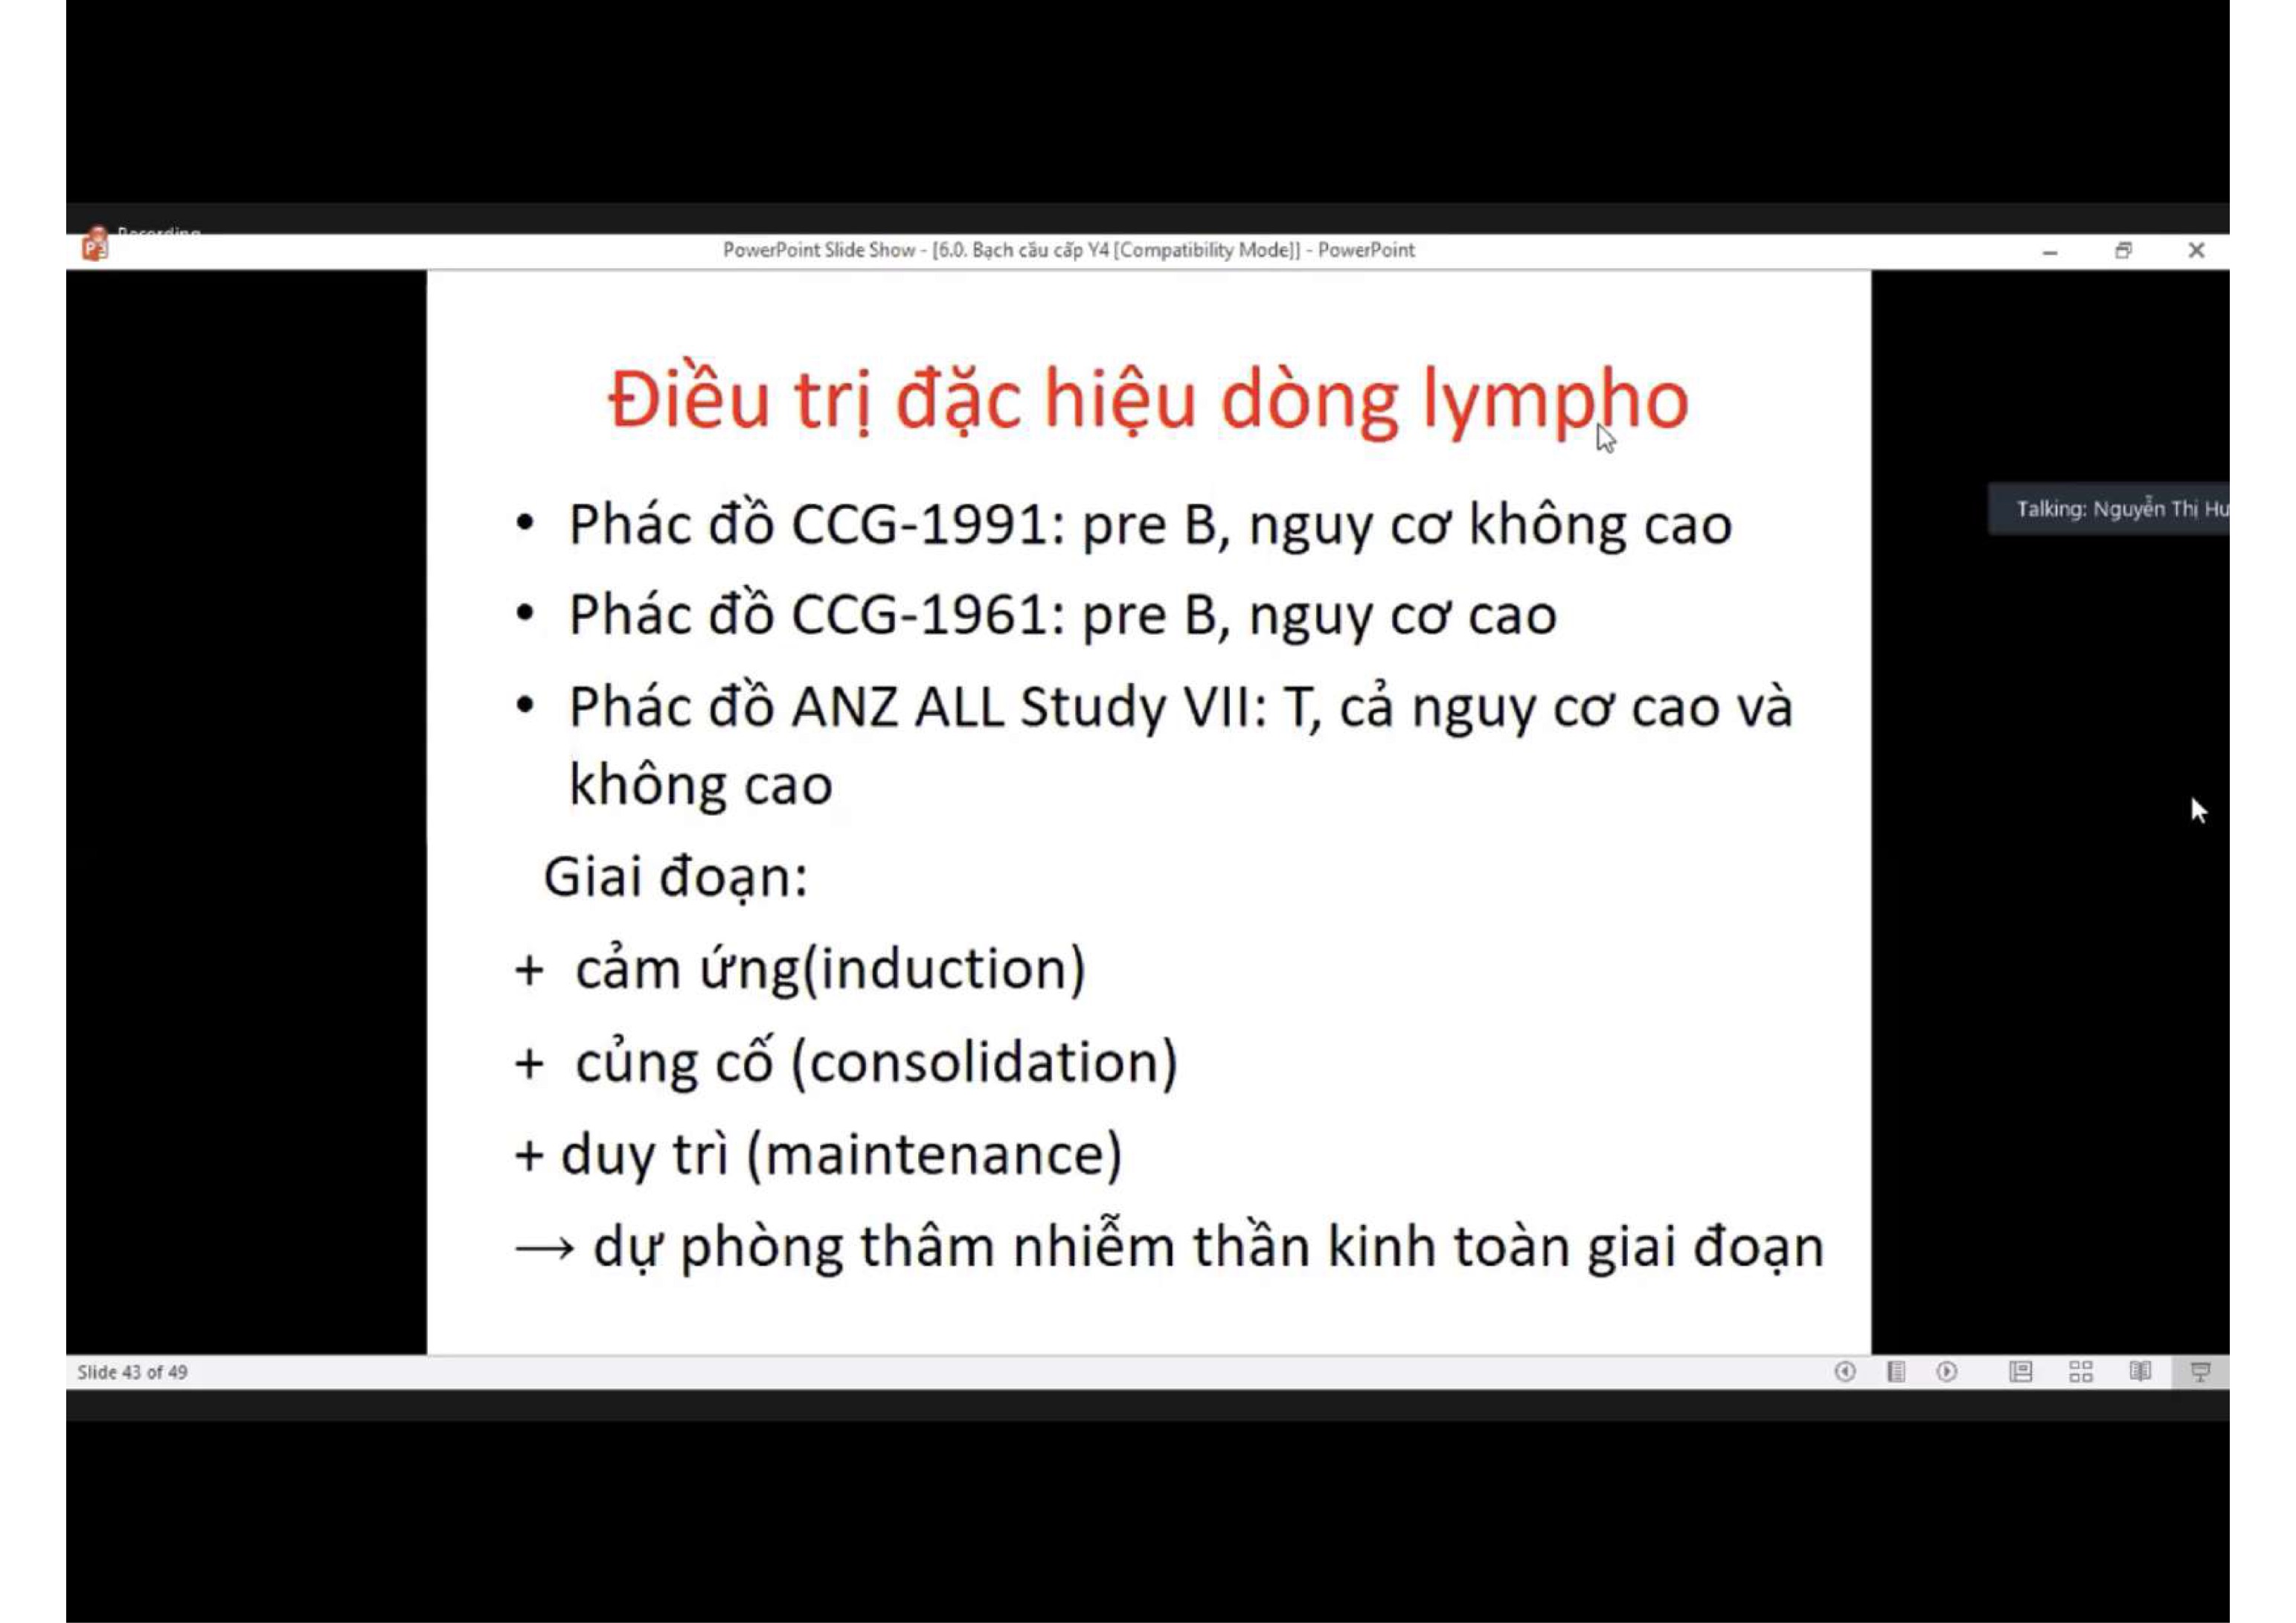 Recording
PowerPoint Slide Show - [6.0. Bạch cầu cấp Y4 [Compatibility Mode]] - PowerPoint
Điều trị đặc hiệu dòng lympho
• Phác đồ CCG-1991: pre B, nguy cơ không cao
• Phác đồ CCG-1961: pre B, nguy cơ cao
• Phác đồ ANZ ALL Study VII: T, cả nguy cơ cao và
không cao
Talking: Nguyễn Thị Hư
Giai đoạn:
+ cảm ứng(induction)
+ củng cố (consolidation)
+ duy trì (maintenance)
→ dự phòng thâm nhiễm thần kinh toàn giai đoạn
Slide 43 of 49